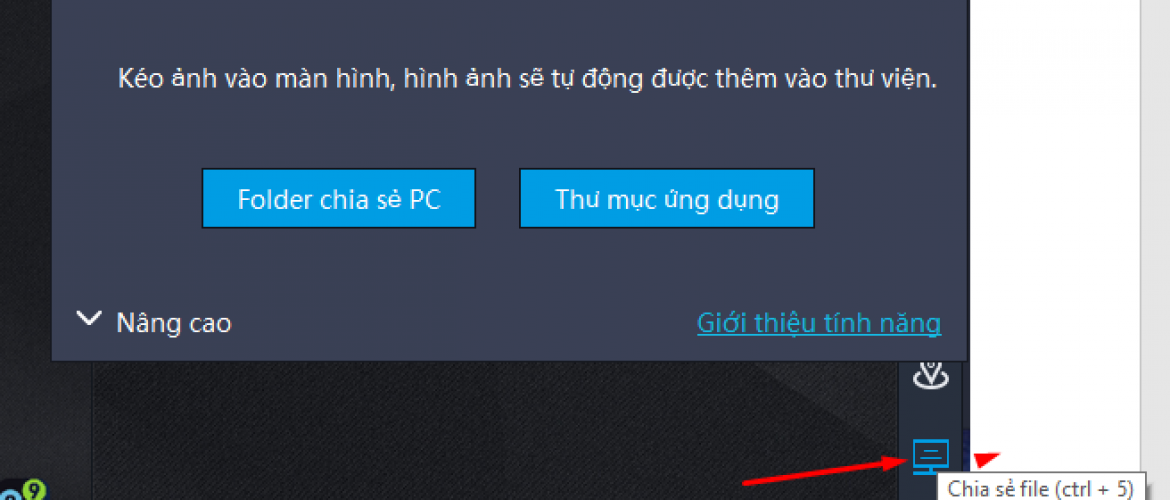 Kéo ảnh vào màn hình, hình ảnh sẽ tự động được thêm vào thư viện.
Folder chia sẻ PC
Thư mục ứng dụng
Nâng cao
Giới thiệu tính năng
9
Chia sẻ file (ctrl + 5)